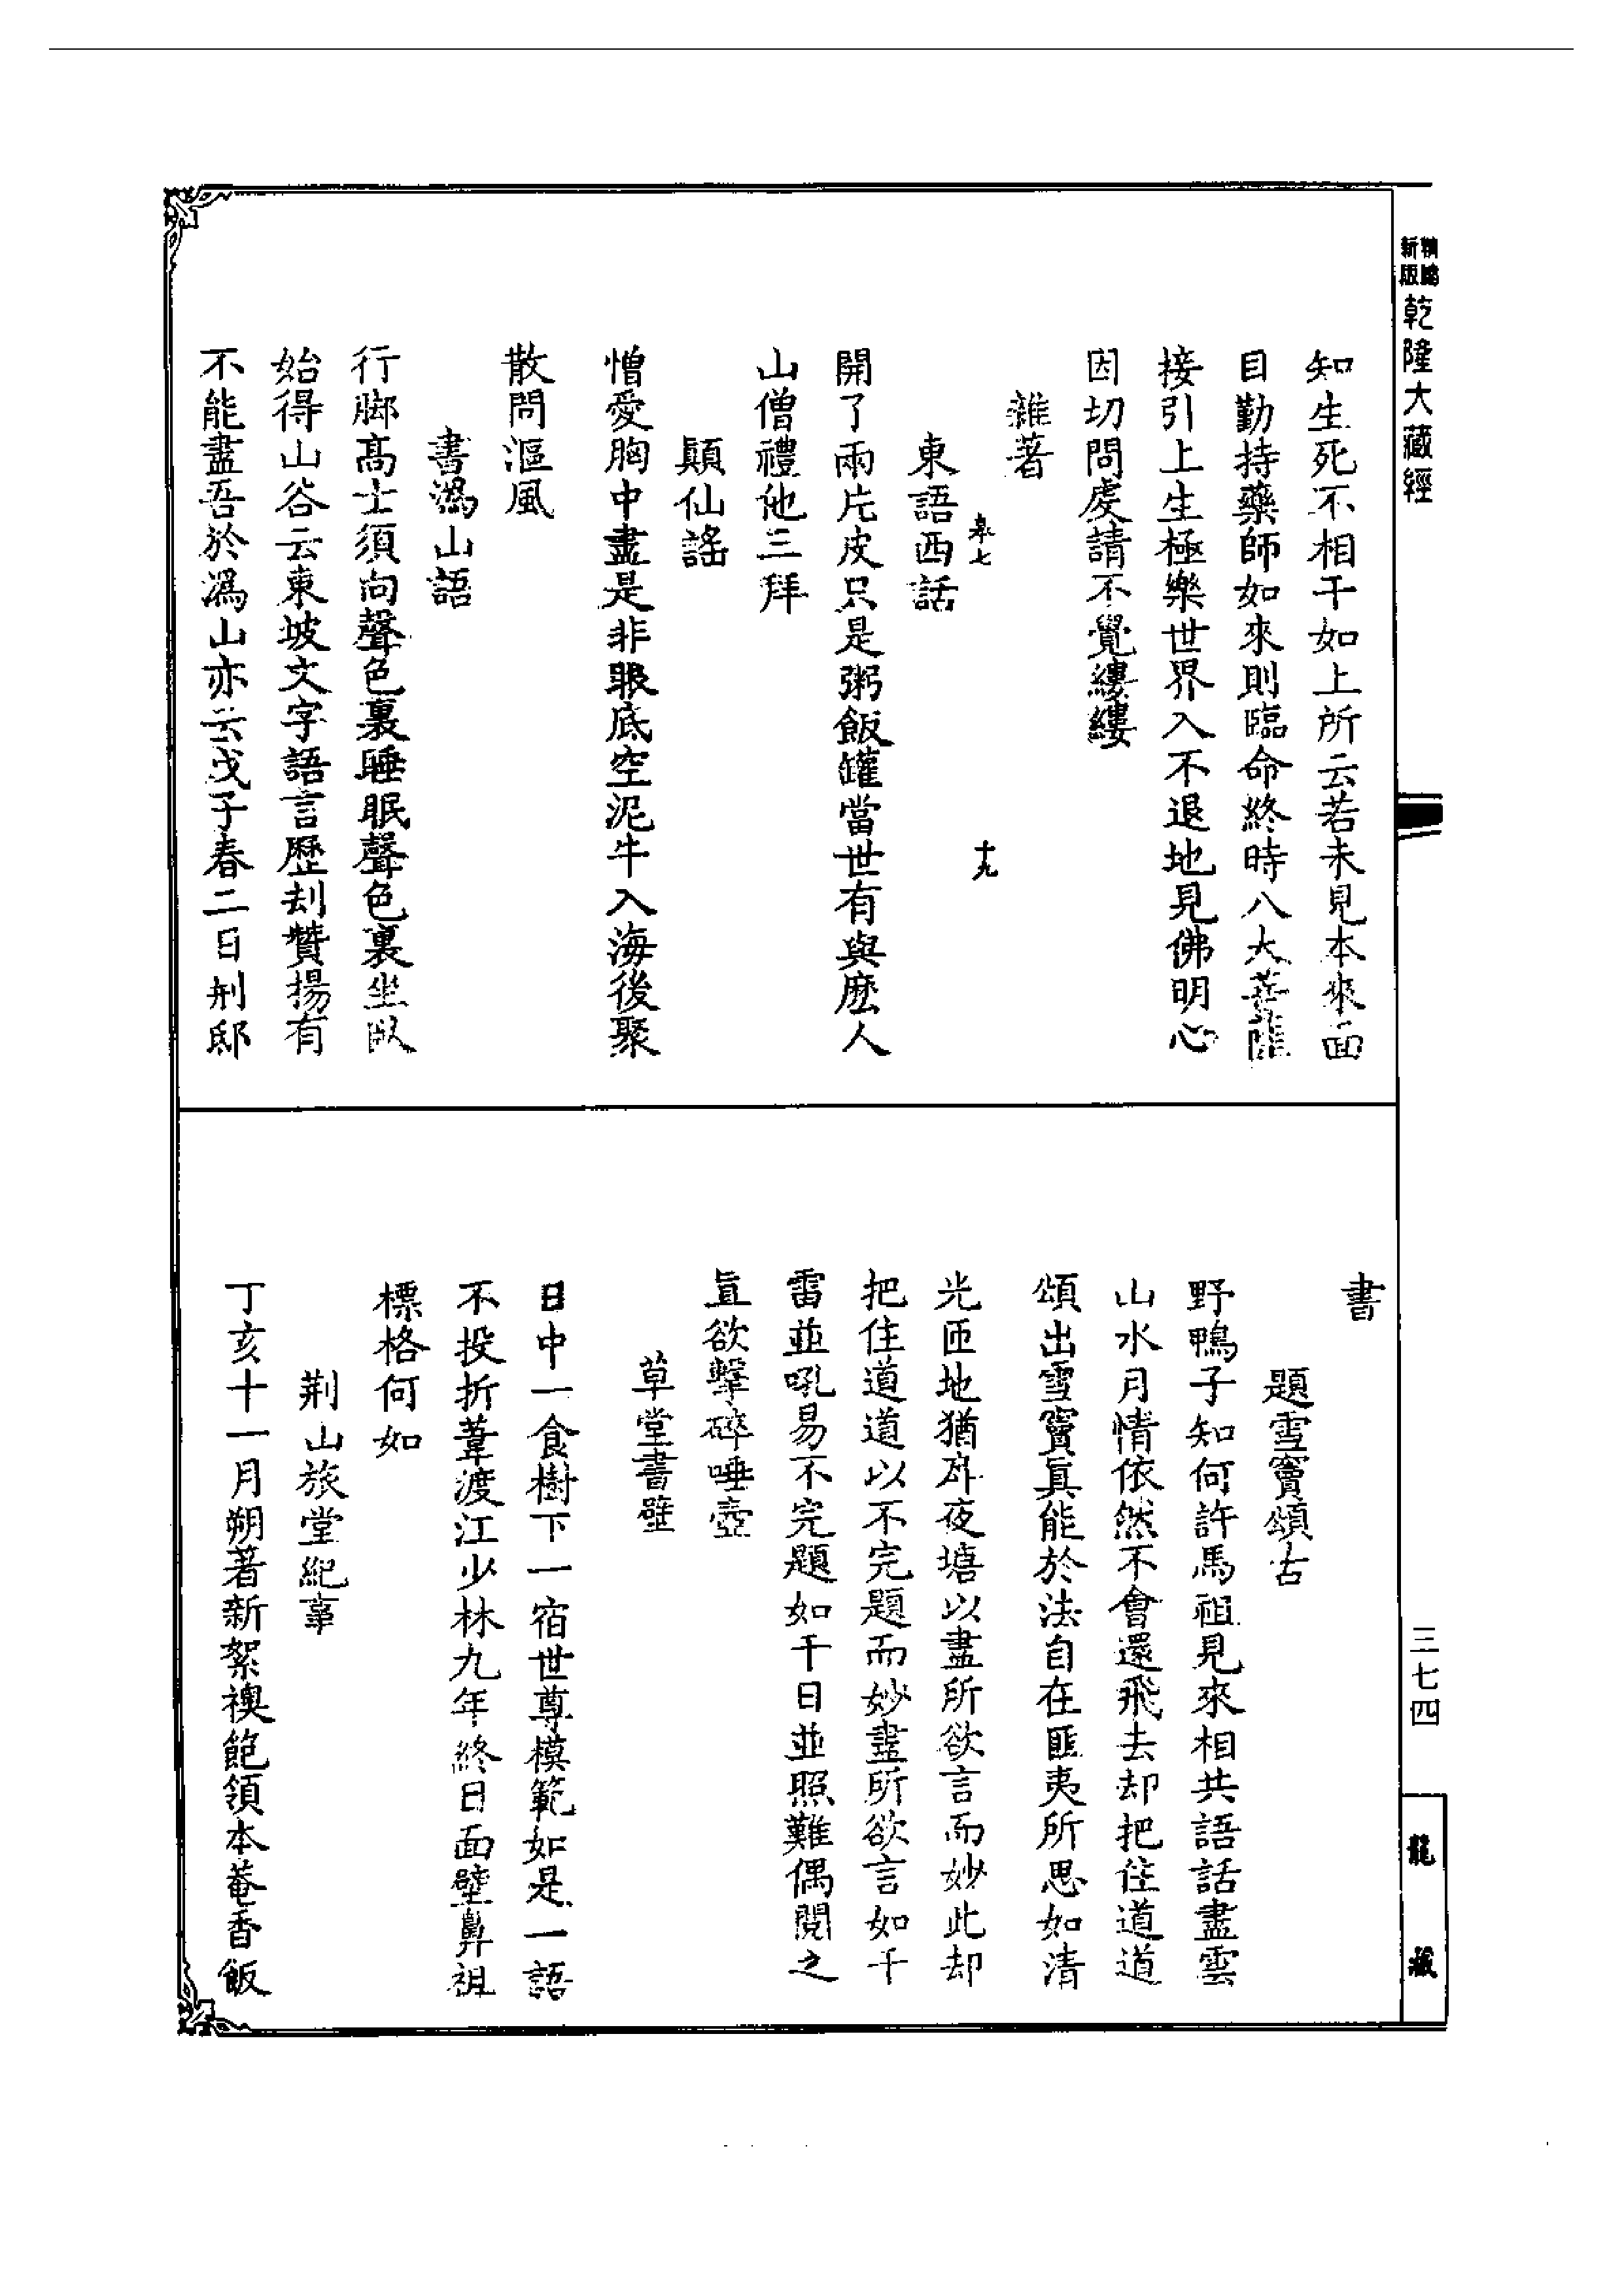 新版
精縮
乾隆大藏經
知生死不相干如上所云若未見本來面
目勤持藥師如來則臨命終時八大菩薩
接引上生極樂世界入不退地見佛明心
因切問處請不覺縷縷
雜著
皋七
十九
東語西話
開了兩片皮只是粥飯罐當世有與麽人
山僧禮他三拜
顛仙謠
憎愛胸中盡是非眼底空泥牛入海後聚
散問漚風
書溈山語
行脚高士須向聲色裏睡眠聲色裏坐臥
始得山谷云東坡文字語言歷刦贊揚有
不能盡吾於溈山亦云戊子春二日荆邸
書
題雪竇頌古
野鴨子知何許馬祖見來相共語話盡雲
山水月情依然不會還飛去却把住道道
頌出雪竇眞能於法自在匪夷所思如清
光匝地猶月夜塘以盡所欲言而妙此却
把住道道以不完題而妙盡所欲言如千
雷並吼易不完題如千日並照難偶閱之
直欲擊碎唾壺
草堂書壁
日中一食樹下一宿世尊模範如是一語
不投折葦渡江少林九年終日面壁鼻祖
標格何如
荆山旅堂紀事
丁亥十一月朔著新絮襖飽領本菴香飯
三七四
龍藏